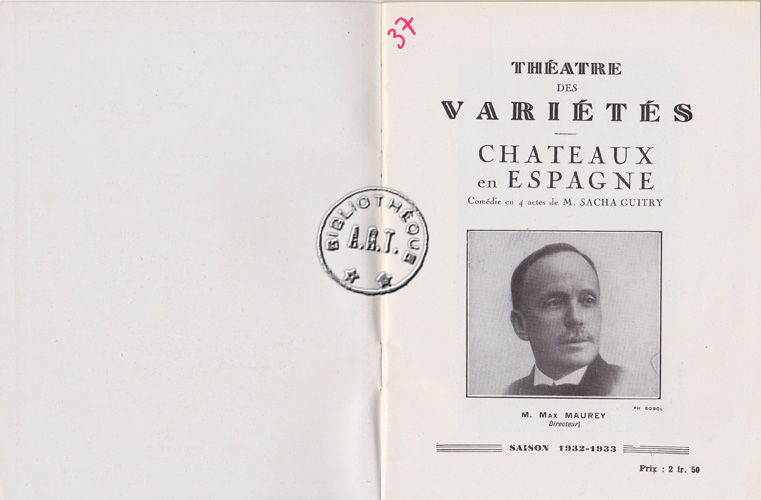 37
THÉATRE
DES
VARIÉTÉS
CHATEAUX
en ESPAGNE
Comédie en 4 actes de M. SACHA GUITRY
BIBLIOTHÈQUE
A.R.T.
PH SOBOL
M. MAX MAUREY
Directeur
SAISON 1932-1933
Prix : 2 fr. 50